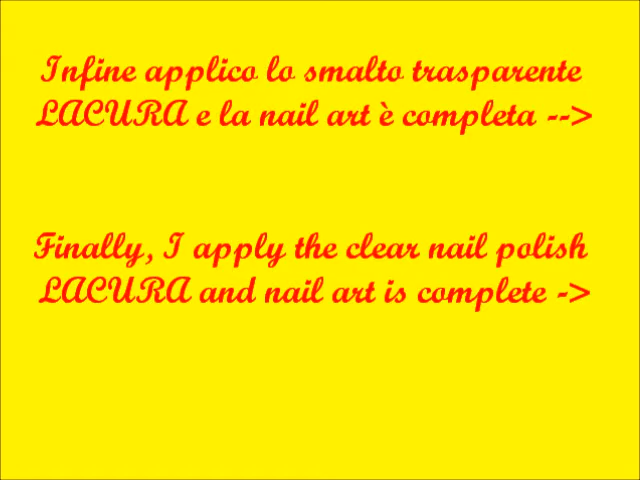 Infine applico lo smalto trasparente
LACURA e la nail art è completa -->
Finally, I apply the clear nail polish
LACURA and nail art is complete ->